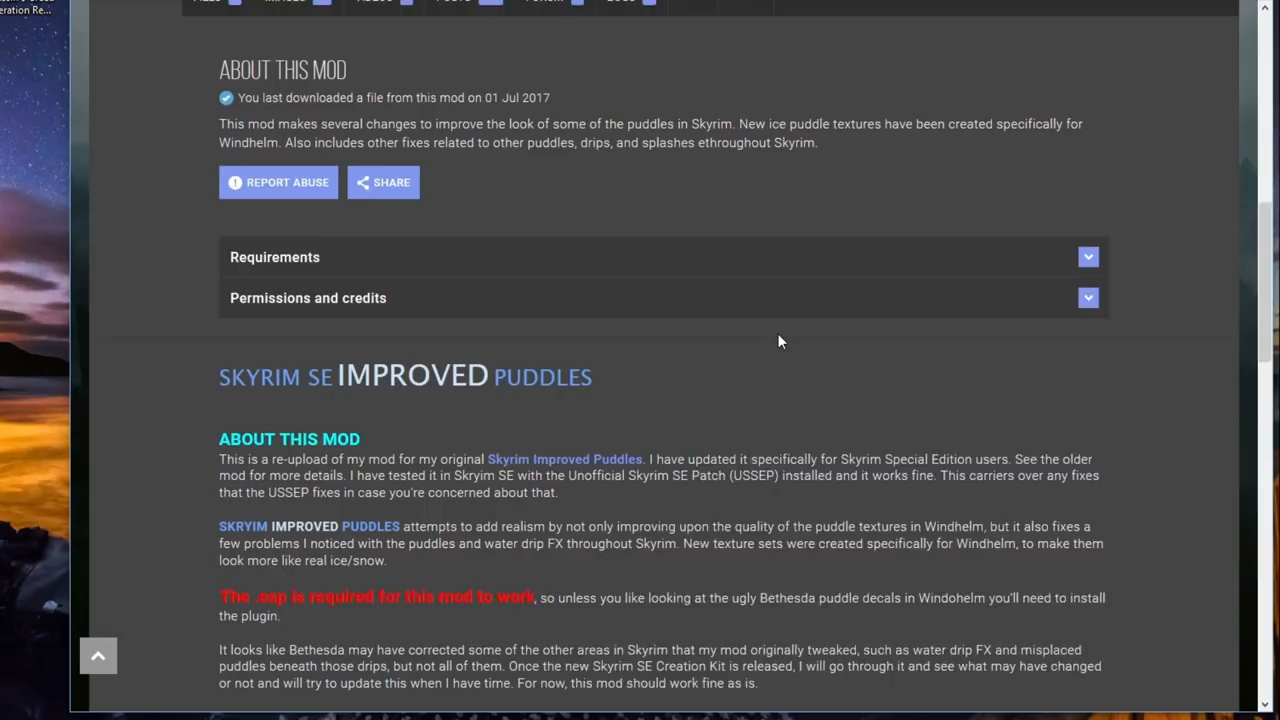 eration Re...
ABOUT THIS MOD
You last downloaded a file from this mod on 01 Jul 2017
This mod makes several changes to improve the look of some of the puddles in Skyrim. New ice puddle textures have been created specifically for
Windhelm. Also includes other fixes related to other puddles, drips, and splashes ethroughout Skyrim.
REPORT ABUSE
SHARE
Requirements
Permissions and credits
SKYRIM SE IMPROVED PUDDLES
ABOUT THIS MOD
This is a re-upload of my mod for my original Skyrim Improved Puddles. I have updated it specifically for Skyrim Special Edition users. See the older
mod for more details. I have tested it in Skryim SE with the Unofficial Skyrim SE Patch (USSEP) installed and it works fine. This carriers over any fixes
that the USSEP fixes in case you're concerned about that.
SKRYIM IMPROVED PUDDLES attempts to add realism by not only improving upon the quality of the puddle textures in Windhelm, but it also fixes a
few problems I noticed with the puddles and water drip FX throughout Skyrim. New texture sets were created specifically for Windhelm, to make them
look more like real ice/snow.
The .esp is required for this mod to work, so unless you like looking at the ugly Bethesda puddle decals in Windohelm you'll need to install
the plugin.
It looks like Bethesda may have corrected some of the other areas in Skyrim that my mod originally tweaked, such as water drip FX and misplaced
puddles beneath those drips, but not all of them. Once the new Skyrim SE Creation Kit is released, I will go through it and see what may have changed
or not and will try to update this when I have time. For now, this mod should work fine as is.